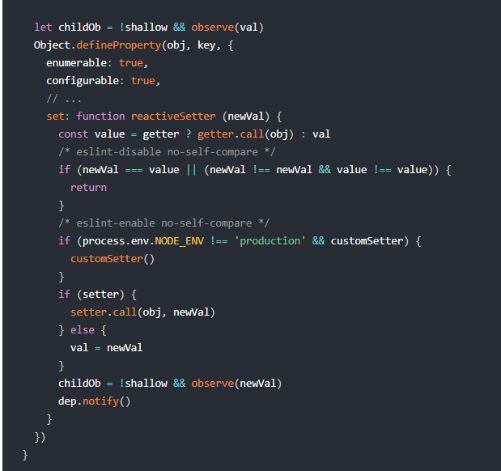 let childOb = !shallow && observe(val)
Object.defineProperty(obj, key, {
enumerable: true,
configurable: true,
// ...
set: function reactiveSetter (newVal) {
const value = getter ? getter.call(obj) : val
/* eslint-disable no-self-compare */
if (newVal === value || (newVal !== newVal && value !== value)) {
return
}
/* eslint-enable no-self-compare */
if (process.env.NODE_ENV !== 'production' && customSetter) {
customSetter()
}
if (setter) {
setter.call(obj, newVal)
} else {
val = newVal
}
childOb = !shallow && observe(newVal)
dep.notify()
}
})
}